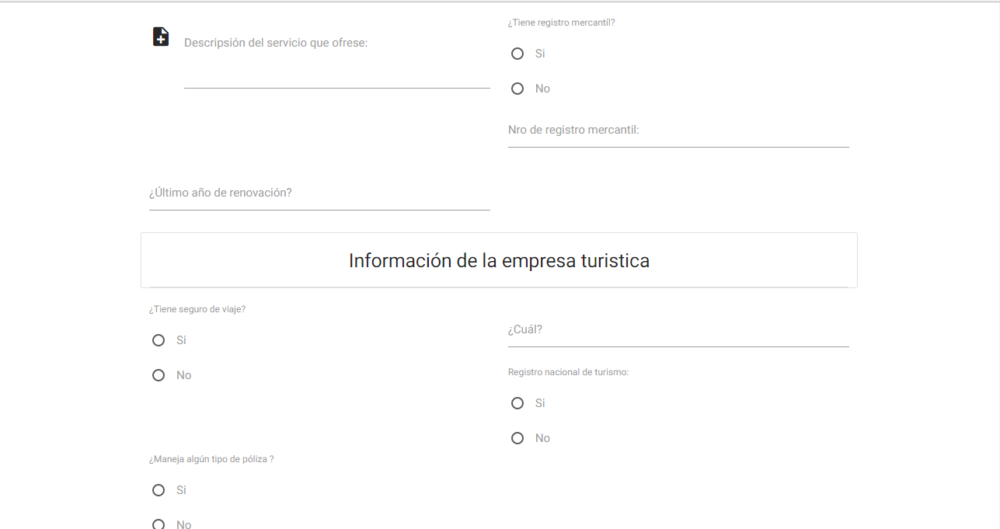 Descripsión del servicio que ofrese:
¿Tiene registro mercantíl?
Si
No
Nro de registro mercantil:
¿Último año de renovación?
Información de la empresa turistica
¿Tiene seguro de viaje?
Si
No
¿Cuál?
Registro nacional de turismo:
Si
No
¿Maneja algún tipo de póliza ?
Si
No